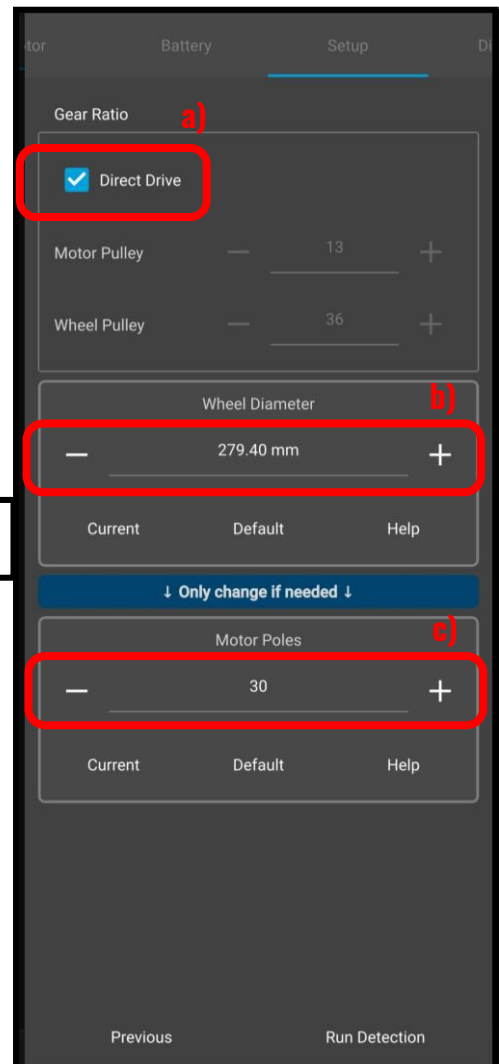 tor Battery Setup Di
Gear Ratio a)
Direct Drive
Motor Pulley — 13 +
Wheel Pulley — 36 +
Wheel Diameter b)
— 279.40 mm +
Current Default Help
↓ Only change if needed ↓
Motor Poles c)
— 30 +
Current Default Help
Previous Run Detection